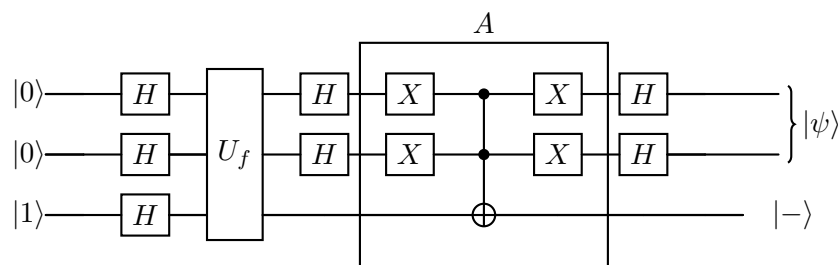 A
|0⟩ H H X X H
|0⟩ H U_f H X X H |ψ⟩
|1⟩ H |−⟩